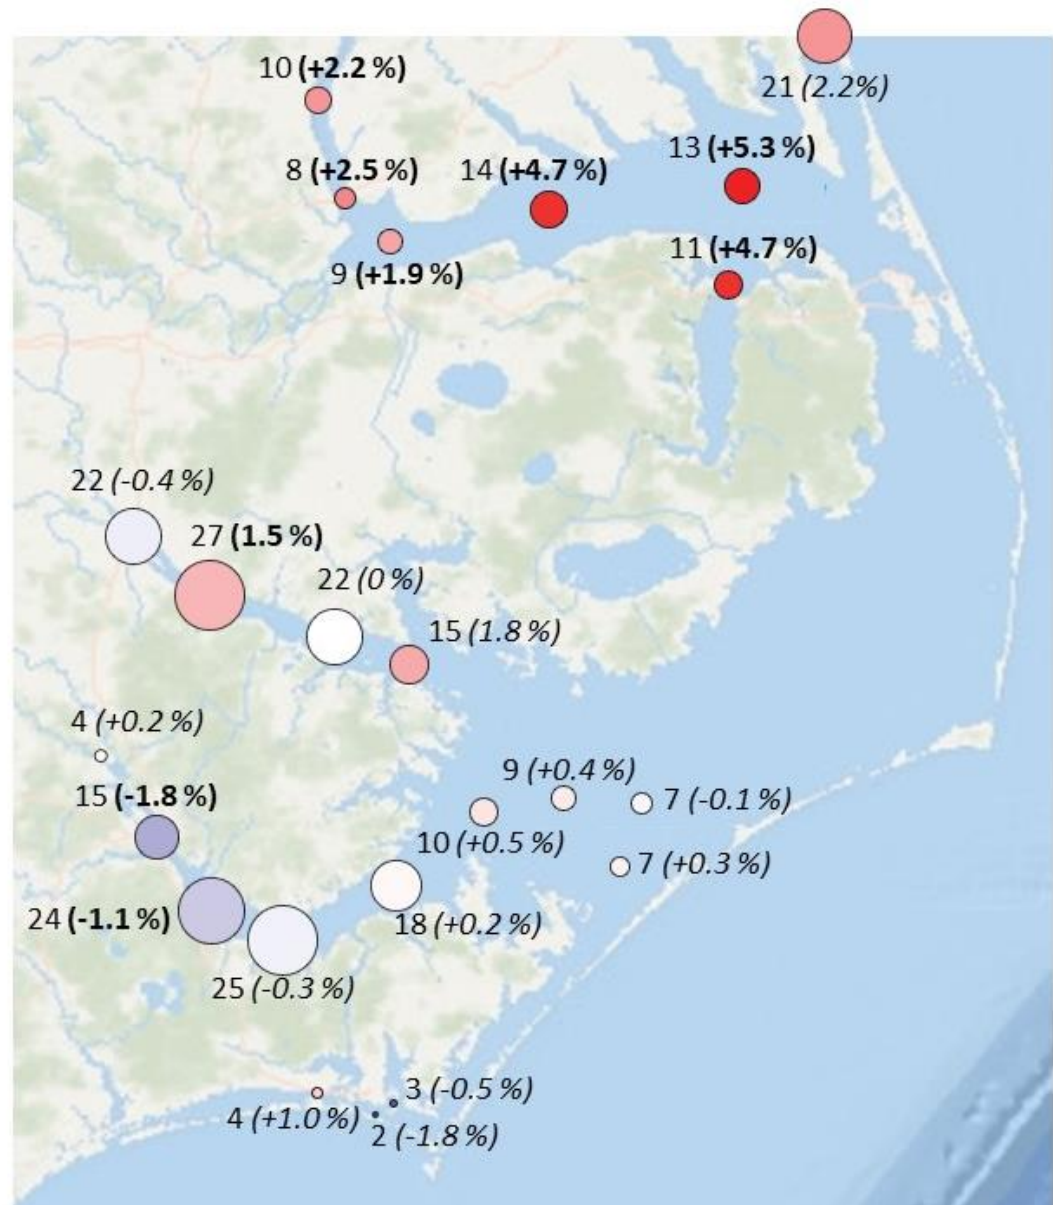 10 (+2.2 %)
21 (2.2%)
13 (+5.3 %)
8 (+2.5 %)
14 (+4.7 %)
11 (+4.7 %)
9 (+1.9 %)
22 (-0.4 %)
27 (1.5 %)
22 (0 %)
15 (1.8 %)
4 (+0.2 %)
9 (+0.4 %)
15 (-1.8 %)
7 (-0.1 %)
10 (+0.5 %)
7 (+0.3 %)
24 (-1.1 %)
18 (+0.2 %)
25 (-0.3 %)
3 (-0.5 %)
4 (+1.0 %)
2 (-1.8 %)